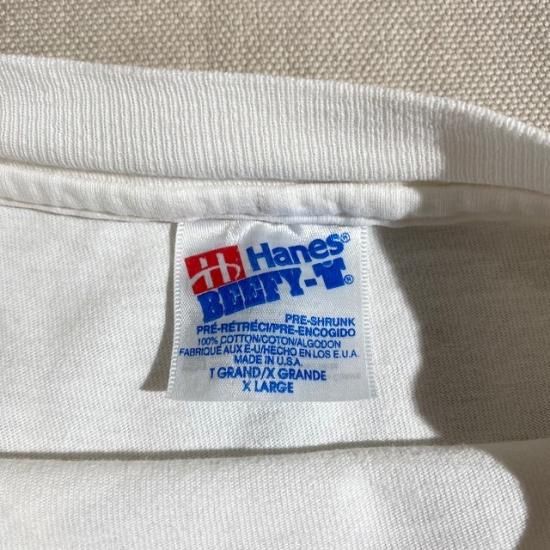 Hanes®
BEEFY-T®
PRE-SHRUNK
PRÉ-RÉTRÉCI/PRE-ENCOGIDO
100% COTTON/COTON/ALGODON
FABRIQUÉ AUX É-U/HECHO EN LOS E.U.A.
MADE IN U.S.A.
T GRAND/X GRANDE
X LARGE